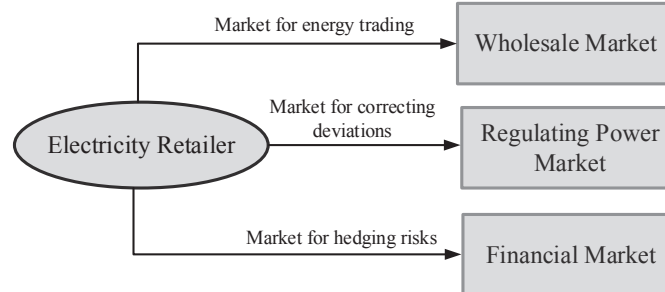 Market for energy trading
Wholesale Market
Market for correcting
deviations
Electricity Retailer
Regulating Power
Market
Market for hedging risks
Financial Market